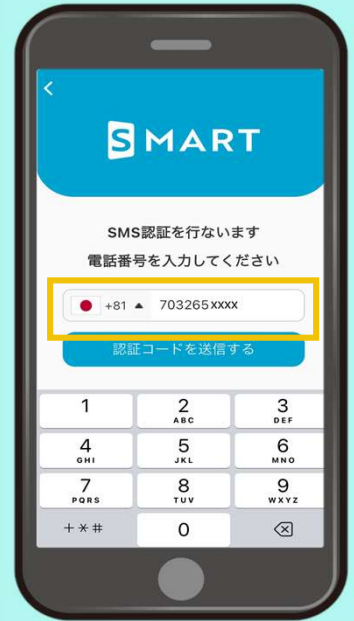 SMART
SMS認証を行ないます
電話番号を入力してください
+81 703265xxxx
認証コードを送信する
1 2 3
ABC DEF
4 5 6
GHI JKL MNO
7 8 9
PQRS TUV WXYZ
+*# 0